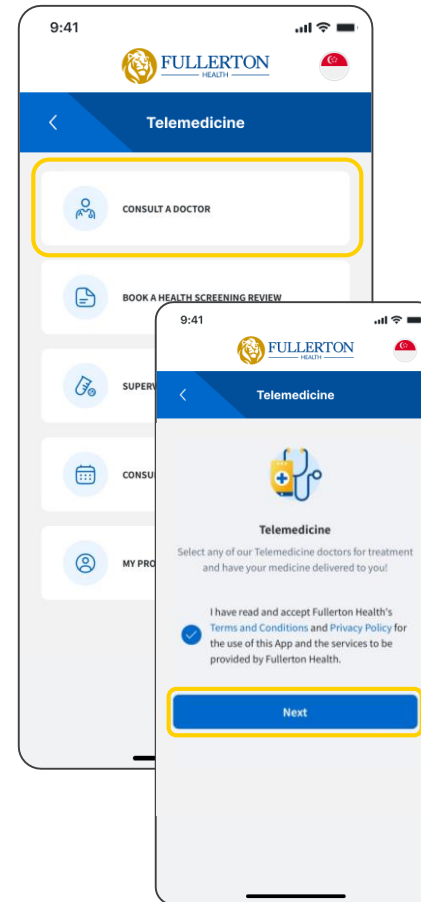 9:41
FULLERTON
HEALTH
Telemedicine
CONSULT A DOCTOR
BOOK A HEALTH SCREENING REVIEW
SUPERV
CONSU
MY PRO
9:41
FULLERTON
HEALTH
Telemedicine
Telemedicine
Select any of our Telemedicine doctors for treatment
and have your medicine delivered to you!
I have read and accept Fullerton Health's
Terms and Conditions and Privacy Policy for
the use of this App and the services to be
provided by Fullerton Health.
Next